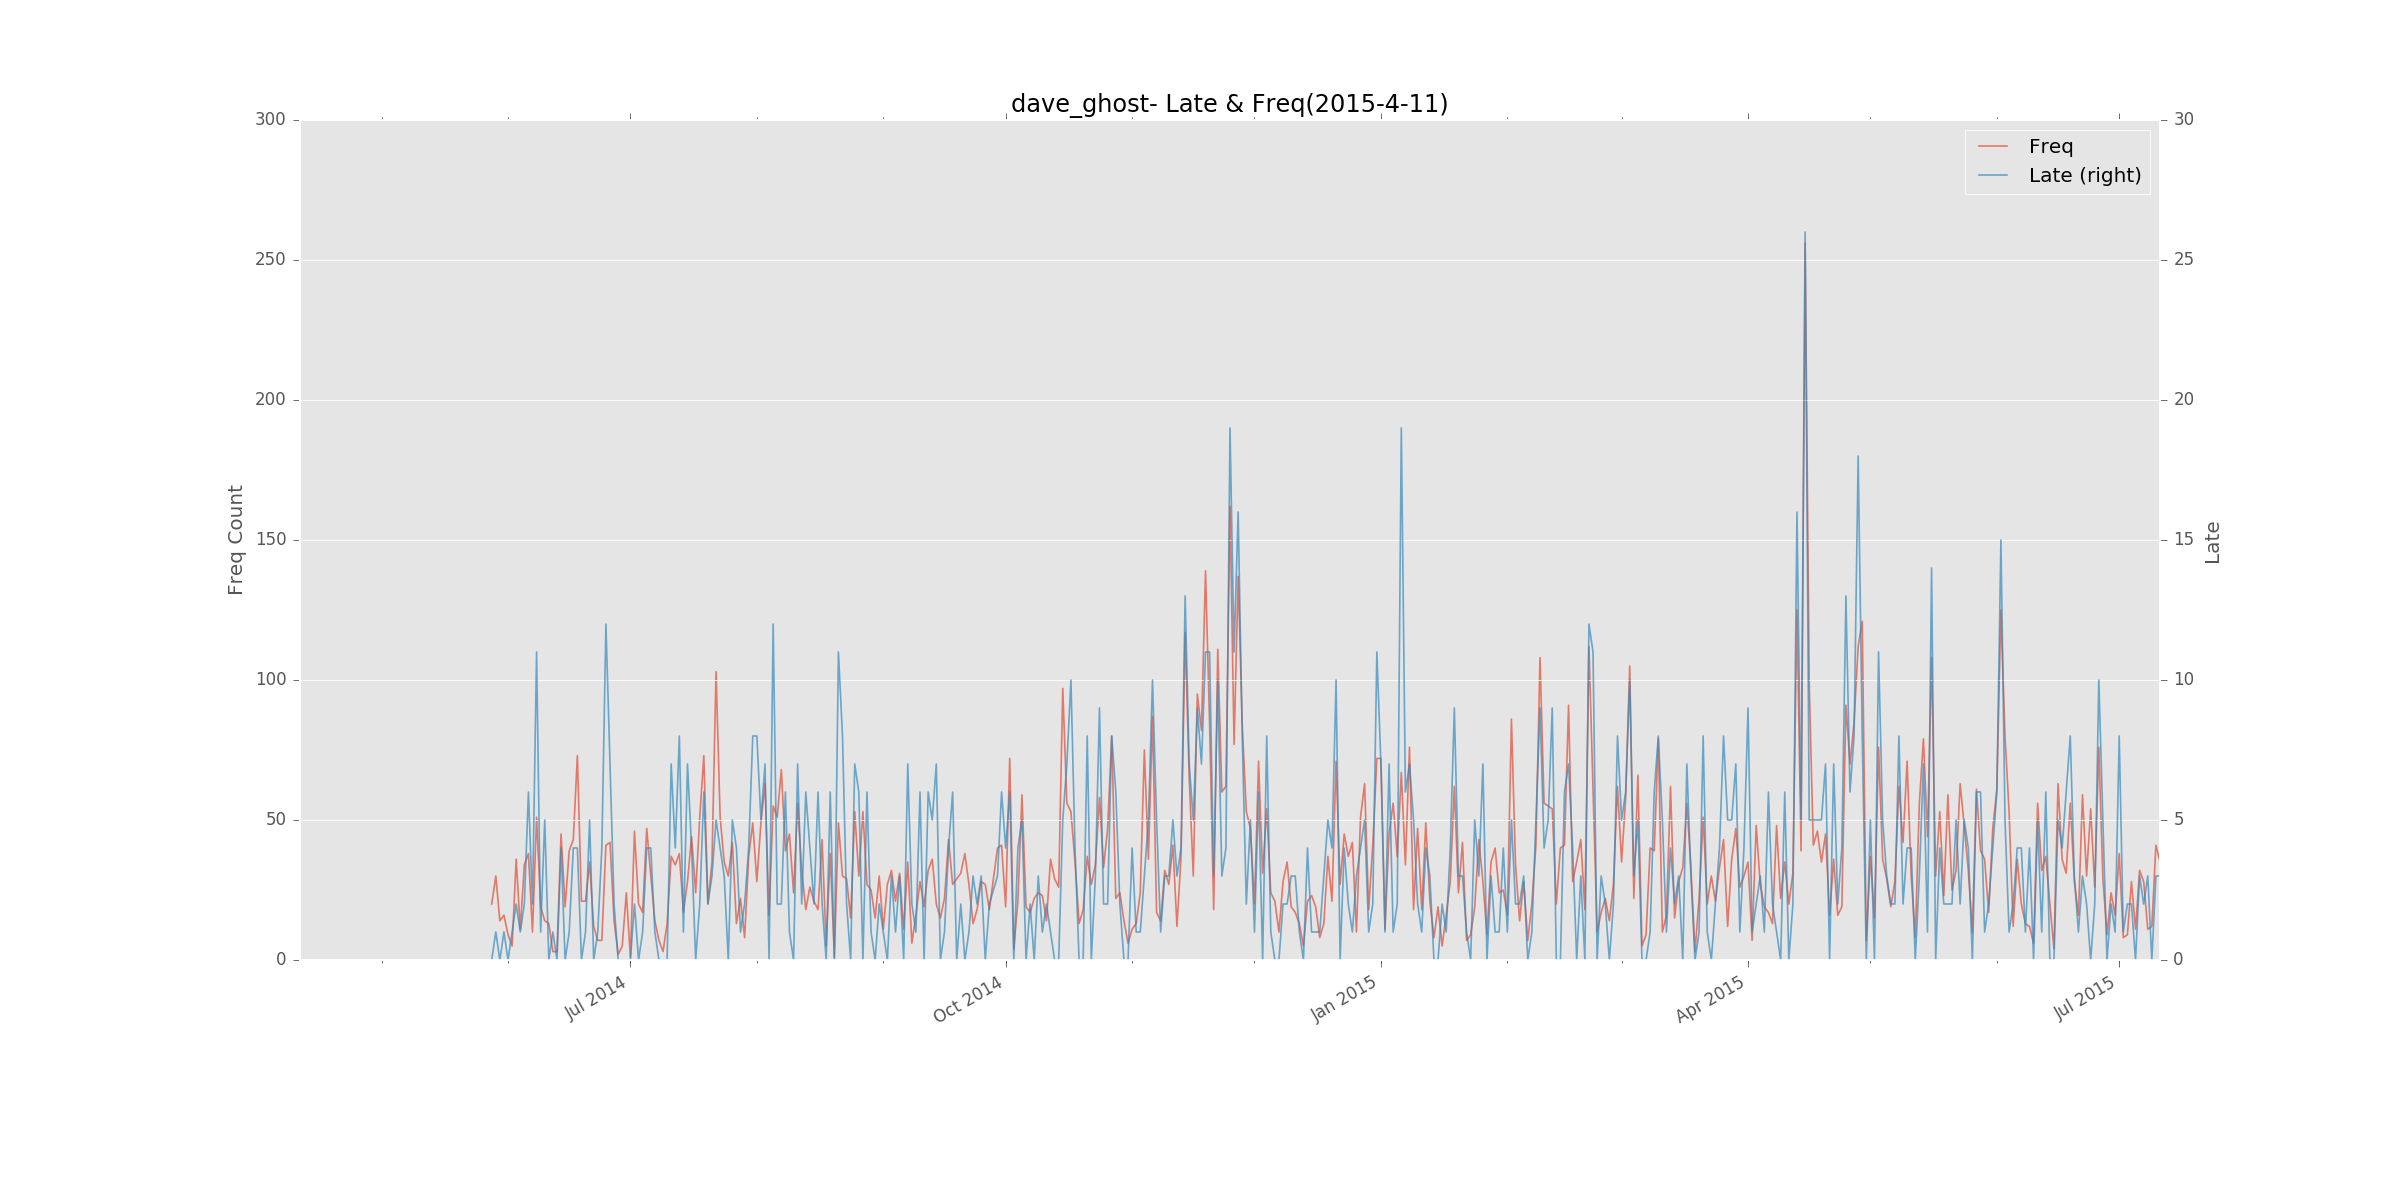 dave_ghost- Late & Freq(2015-4-11)
300
250
200
150
100
50
0
Freq Count
30
25
20
15
10
5
0
Late
Freq
Late (right)
Jul 2014
Oct 2014
Jan 2015
Apr 2015
Jul 2015